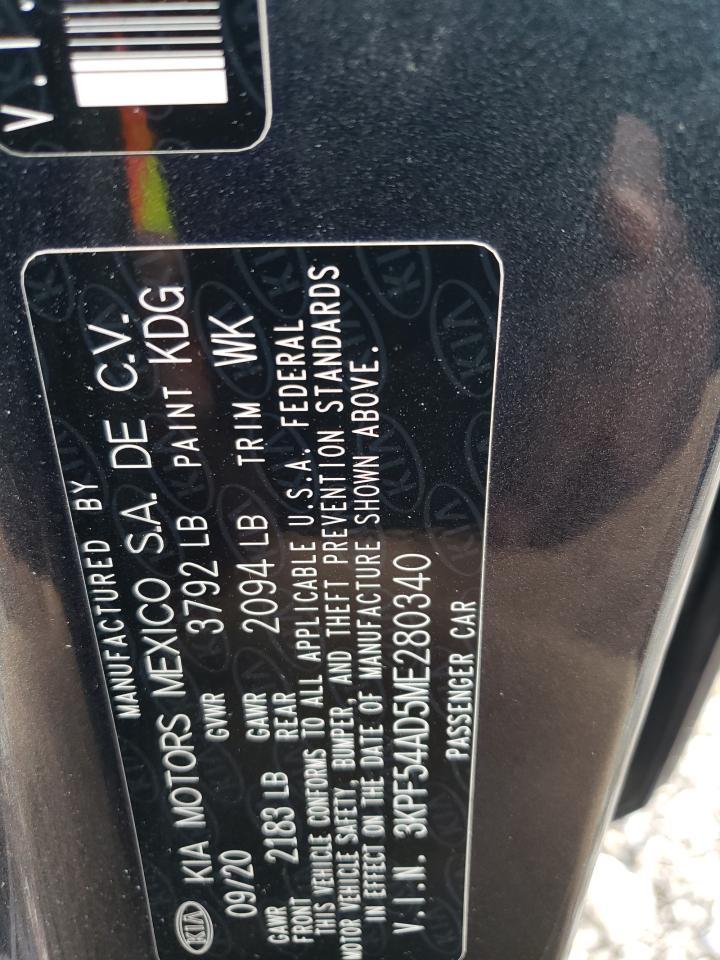 V.I.
MANUFACTURED BY
KIA KIA MOTORS MEXICO S.A. DE C.V.
09/20 GVWR 3792 LB PAINT KDG
GAWR FRONT 2183 LB GAWR REAR 2094 LB TRIM WK
THIS VEHICLE CONFORMS TO ALL APPLICABLE U.S.A. FEDERAL
MOTOR VEHICLE SAFETY, BUMPER, AND THEFT PREVENTION STANDARDS
IN EFFECT ON THE DATE OF MANUFACTURE SHOWN ABOVE.
V.I.N. 3KPF54AD5ME280340
PASSENGER CAR